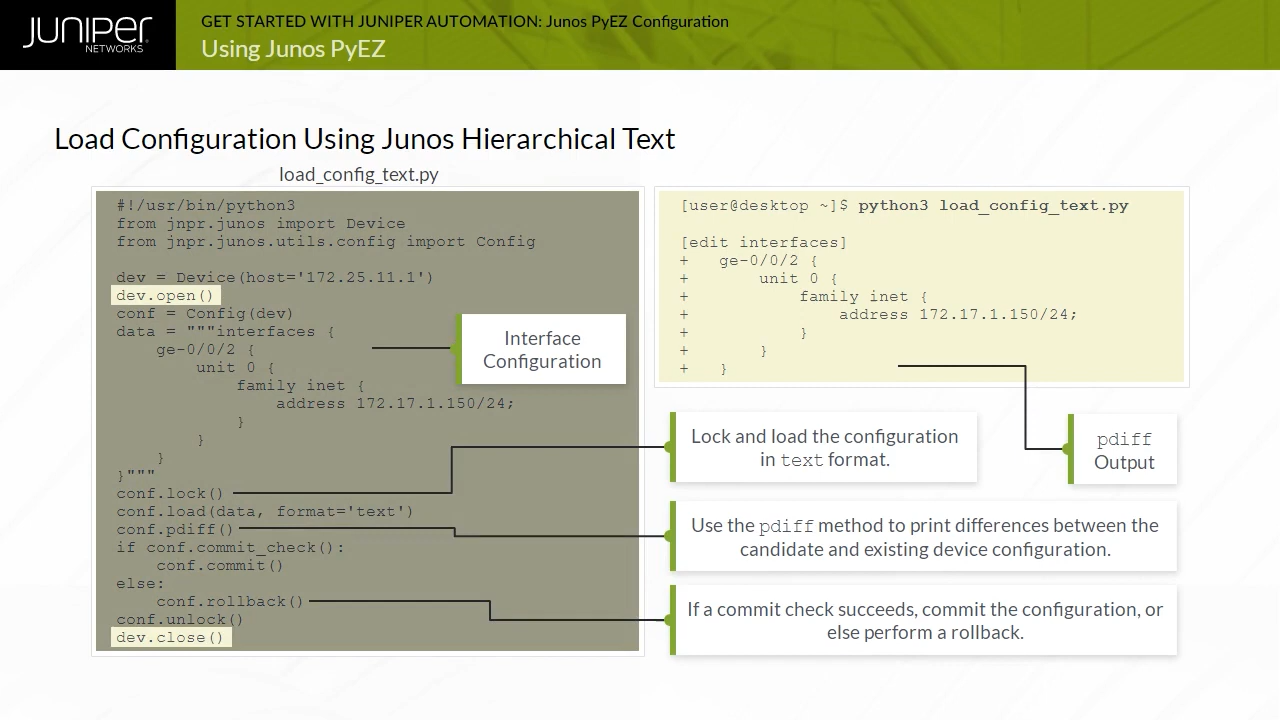 JUNIPER
NETWORKS
GET STARTED WITH JUNIPER AUTOMATION: Junos PyEZ Configuration
Using Junos PyEZ
Load Configuration Using Junos Hierarchical Text
load_config_text.py
#!/usr/bin/python3
from jnpr.junos import Device
from jnpr.junos.utils.config import Config
dev = Device(host='172.25.11.1')
dev.open()
conf = Config(dev)
data = """interfaces {
    ge-0/0/2 {
        unit 0 {
            family inet {
                address 172.17.1.150/24;
            }
        }
    }
}"""
conf.lock()
conf.load(data, format='text')
conf.pdiff()
if conf.commit_check():
    conf.commit()
else:
    conf.rollback()
conf.unlock()
dev.close()
Interface
Configuration
[user@desktop ~]$ python3 load_config_text.py
[edit interfaces]
+   ge-0/0/2 {
+       unit 0 {
+           family inet {
+               address 172.17.1.150/24;
+           }
+       }
+   }
Lock and load the configuration
in text format.
pdiff
Output
Use the pdiff method to print differences between the
candidate and existing device configuration.
If a commit check succeeds, commit the configuration, or
else perform a rollback.